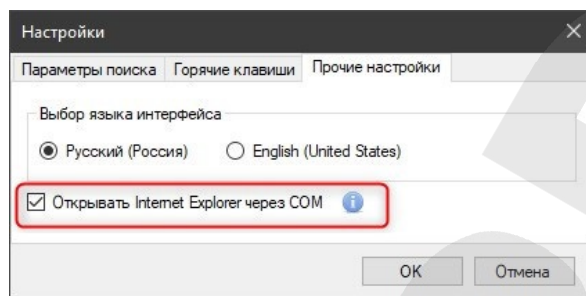 Настройки
Параметры поиска Горячие клавиши Прочие настройки
Выбор языка интерфейса
Русский (Россия) English (United States)
Открывать Internet Explorer через COM
OK Отмена